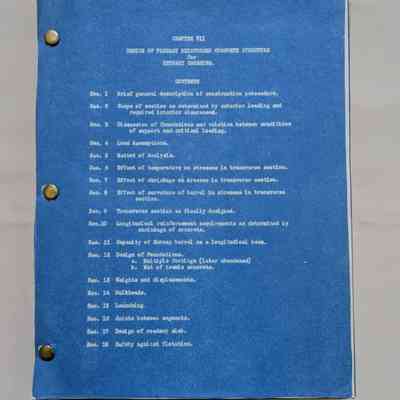 CHAPTER VII
DESIGN OF PRIMARY REINFORCED CONCRETE STRUCTURE
for
ESTUARY CROSSING.
CONTENTS
Sec. 1 Brief general description of construction procedure.
Sec. 2 Shape of section as determined by exterior loading and
required interior clearances.
Sec. 3 Discussion of foundations and relation between conditions
of support and critical loading.
Sec. 4 Load Assumptions.
Sec. 5 Method of Analysis.
Sec. 6 Effect of temperature on stresses in transverse section.
Sec. 7 Effect of shrinkage on stresses in transverse section.
Sec. 8 Effect of curvature of barrel on stresses in transverse
section.
Sec. 9 Transverse section as finally designed.
Sec. 10 Longitudinal reinforcement requirements as determined by
shrinkage of concrete.
Sec. 11 Capacity of barrel as a longitudinal beam.
Sec. 12 Design of Foundations.
a. Multiple (later abandoned)
b. of tremie concrete.
Sec. 13 Weights and displacements.
Sec. 14 Bulkheads.
Sec. 15 Launching.
Sec. 16 Joints between segments.
Sec. 17 Design of roadway slab.
Sec. 18 Safety against flotation.